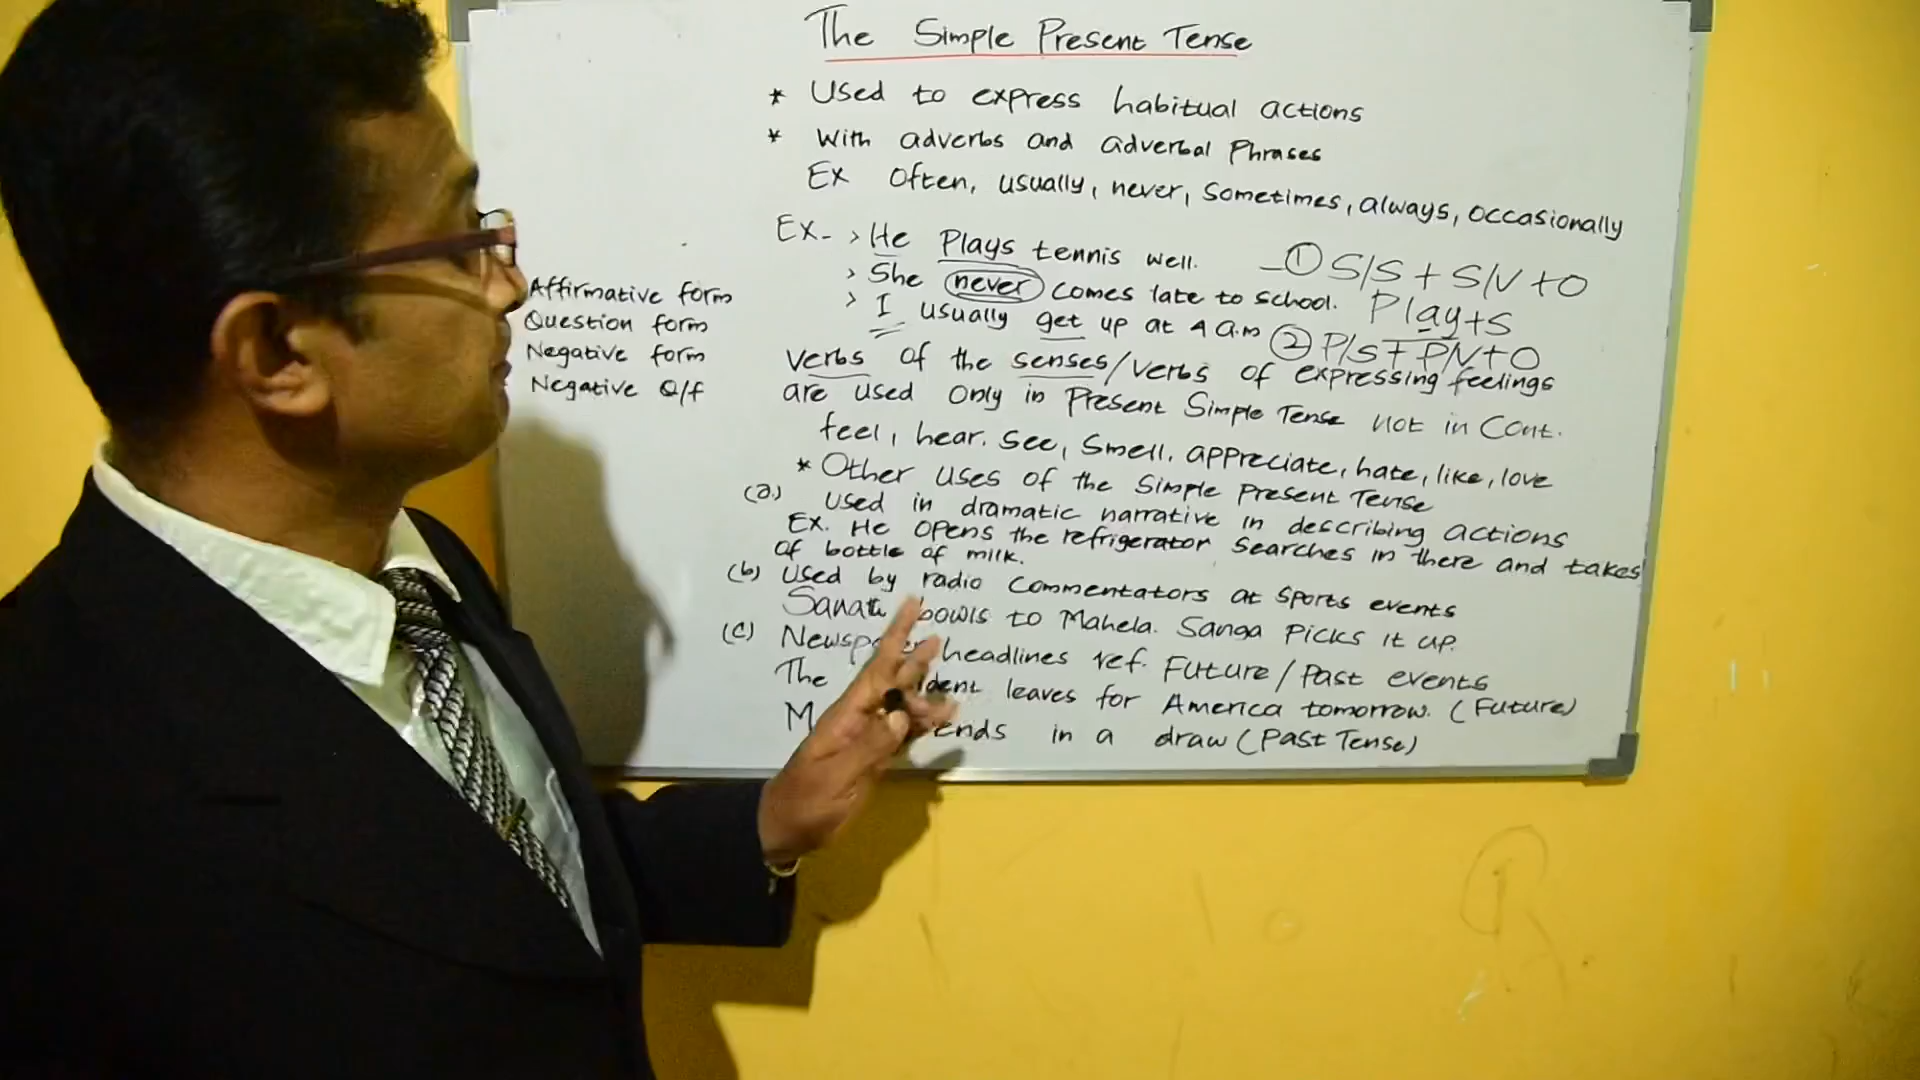 The Simple Present Tense
* Used to express habitual actions
* With adverbs and adverbal Phrases
Ex Often, usually, never, Sometimes, always, occasionally
Ex- > He Plays tennis well. - ① S/S + S/V + O
> She never comes late to school. Play+S
> I usually get up at 4 a.m ② P/S + P/V + O
Verbs of the senses/verbs of expressing feelings
are used only in Present Simple Tense not in Cont.
feel, hear. See, Smell. appreciate, hate, like, love
* Other Uses of the Simple Present Tense
(a.) used in dramatic narrative in describing actions
Ex. He opens the refrigerator searches in there and takes
of bottle of milk.
(b) Used by radio Commentators at Sports events
bowls to Mahela. Sanga Picks it up.
(c) headlines ref. Future/Past events
The leaves for America tomorrow. (Future)
ends in a draw (Past Tense)
Affirmative form
Question form
Negative form
Negative Q/f